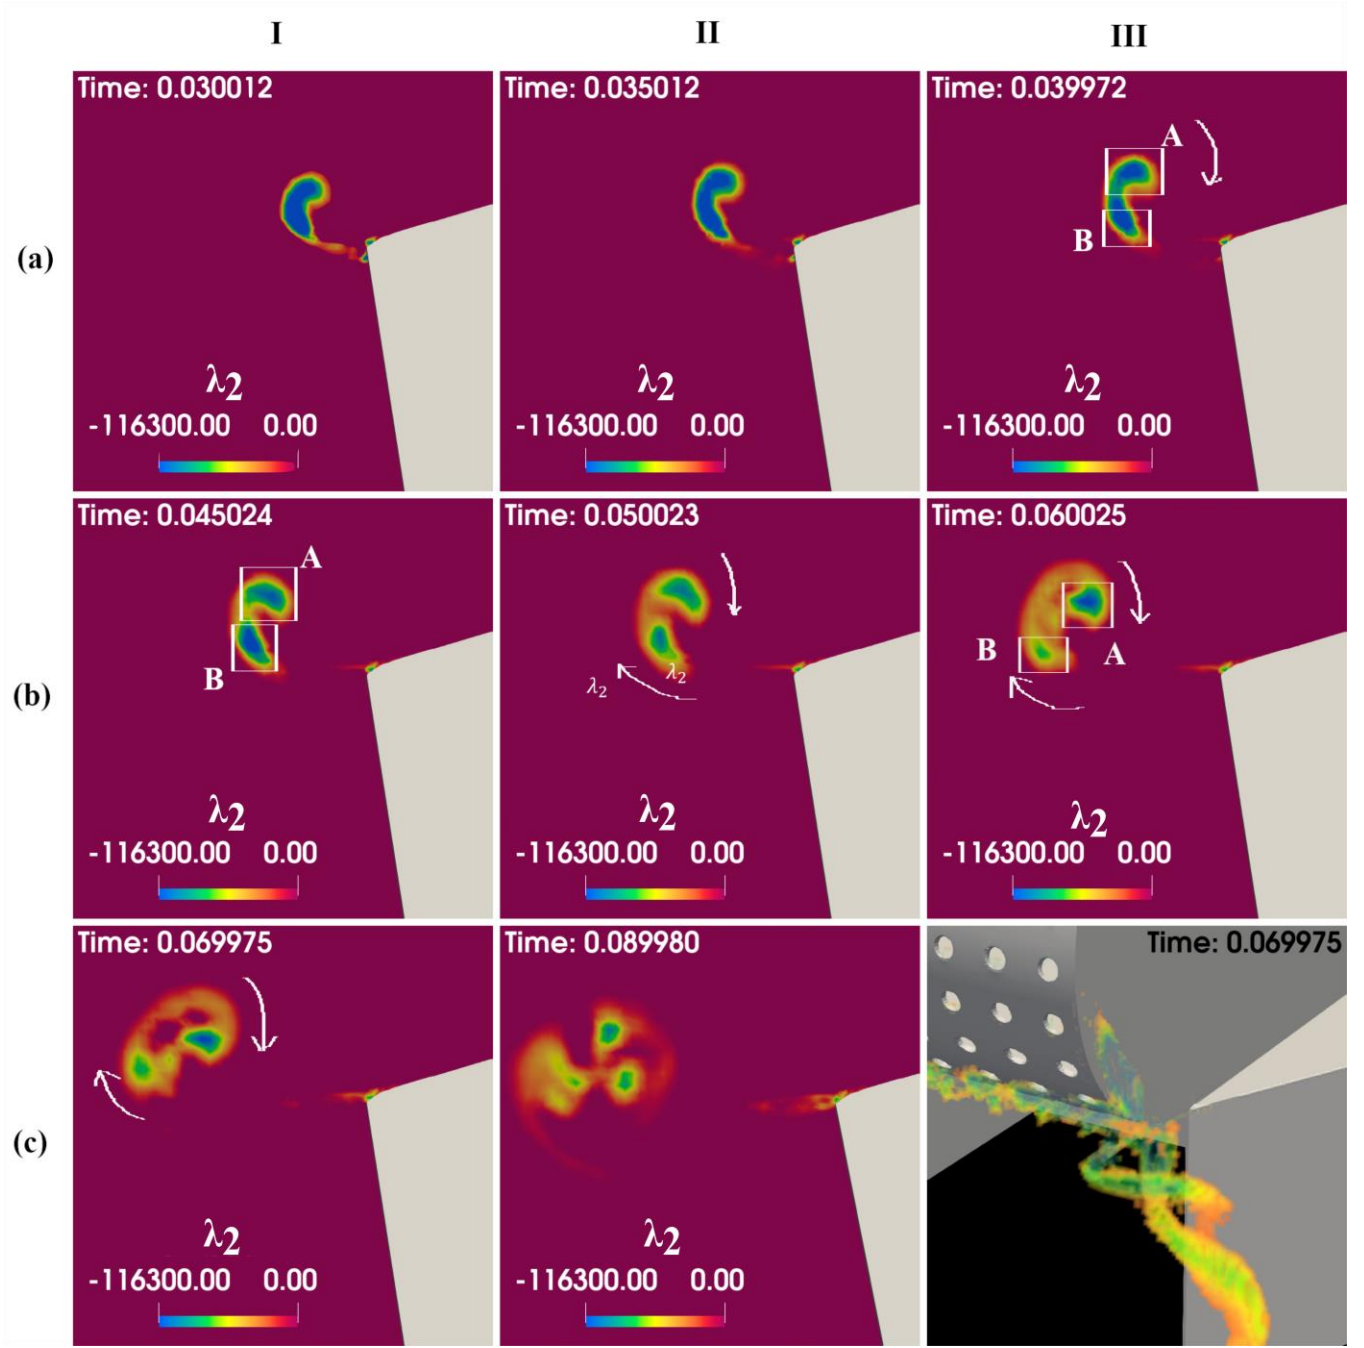 I II III
(a)
Time: 0.030012
λ2
-116300.00 0.00
Time: 0.035012
λ2
-116300.00 0.00
Time: 0.039972
A
B
λ2
-116300.00 0.00
(b)
Time: 0.045024
A
B
λ2
-116300.00 0.00
Time: 0.050023
λ2
λ2
λ2
-116300.00 0.00
Time: 0.060025
B A
λ2
-116300.00 0.00
(c)
Time: 0.069975
λ2
-116300.00 0.00
Time: 0.089980
λ2
-116300.00 0.00
Time: 0.069975